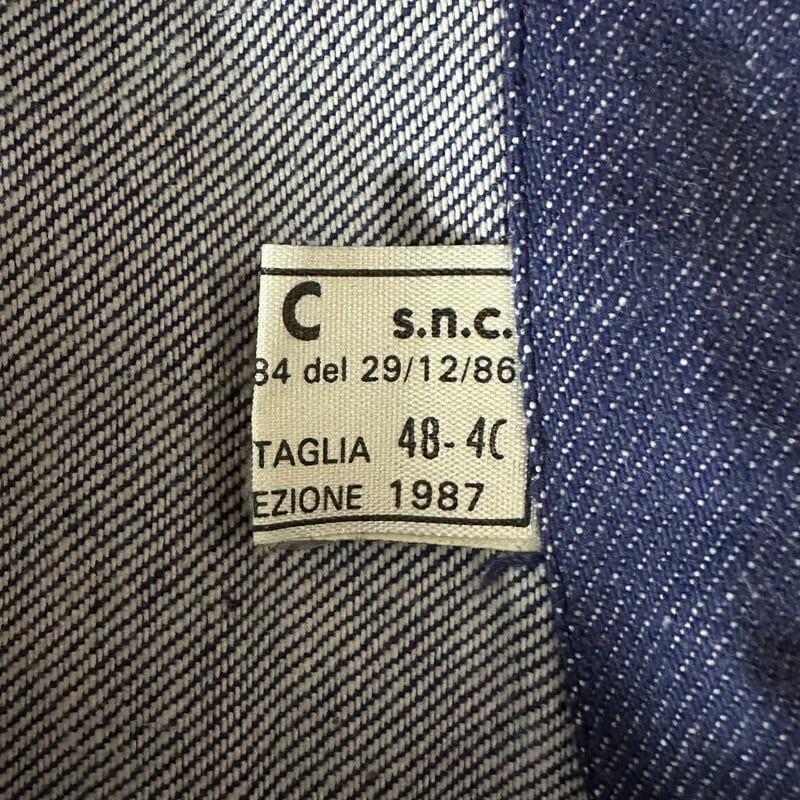 C s.n.c.
84 del 29/12/86
TAGLIA 48-4C
EZIONE 1987